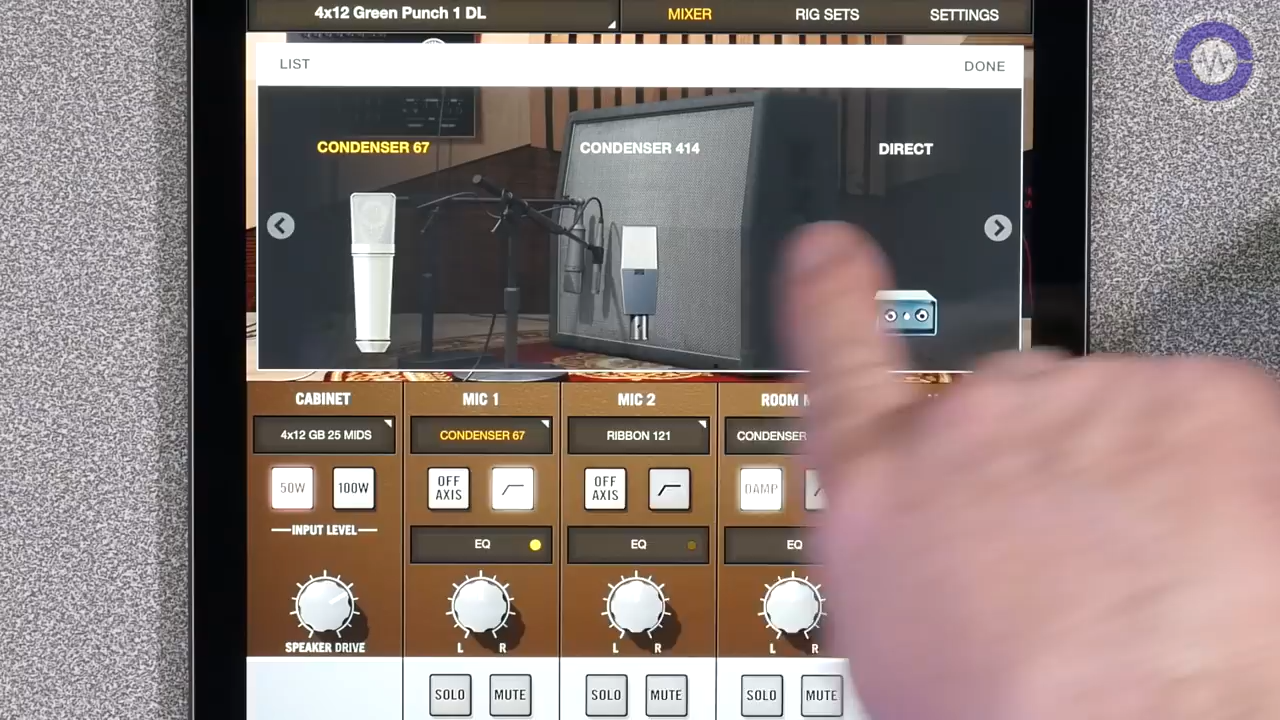 4x12 Green Punch 1 DL
MIXER
RIG SETS
SETTINGS
LIST
DONE
CONDENSER 67
CONDENSER 414
DIRECT
CABINET
MIC 1
MIC 2
ROOM
4x12 GB 25 MIDS
CONDENSER 67
RIBBON 121
CONDENSER
50W
100W
OFF AXIS
OFF AXIS
DAMP
INPUT LEVEL
EQ
EQ
EQ
SPEAKER DRIVE
L R
L R
L R
SOLO
MUTE
SOLO
MUTE
SOLO
MUTE